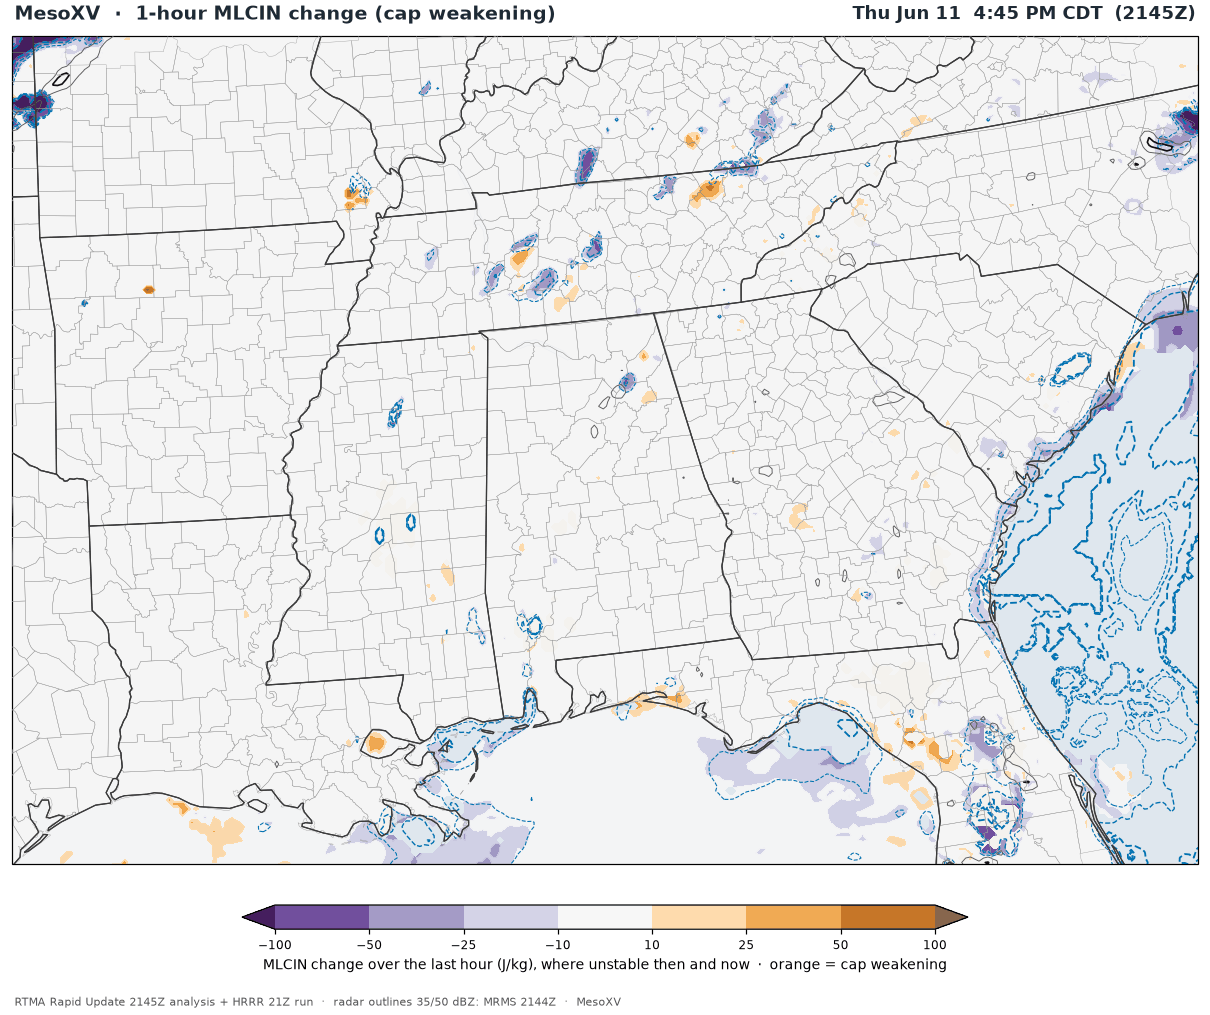 MesoXV · 1-hour MLCIN change (cap weakening)
Thu Jun 11 4:45 PM CDT (2145Z)
−100 −50 −25 −10 10 25 50 100
MLCIN change over the last hour (J/kg), where unstable then and now · orange = cap weakening
RTMA Rapid Update 2145Z analysis + HRRR 21Z run · radar outlines 35/50 dBZ: MRMS 2144Z · MesoXV